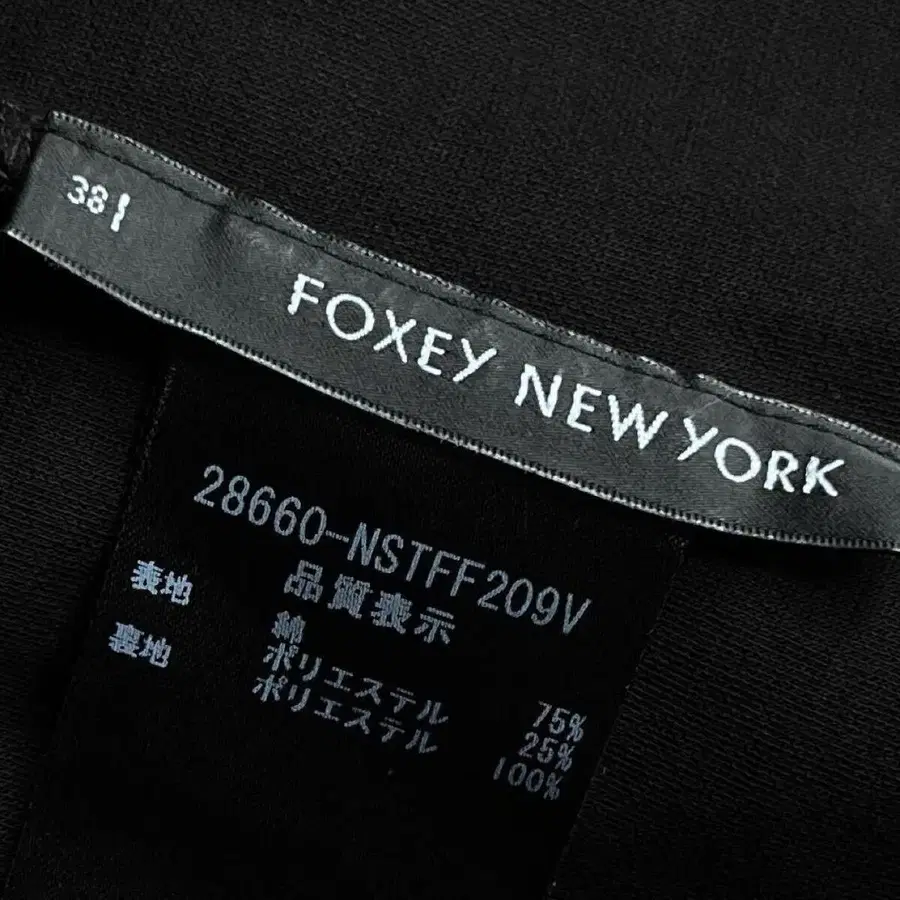 38
FOXEY NEW YORK
28660-NSTFF209V
品質表示
表地 綿 75%
ポリエステル 25%
裏地 ポリエステル 100%